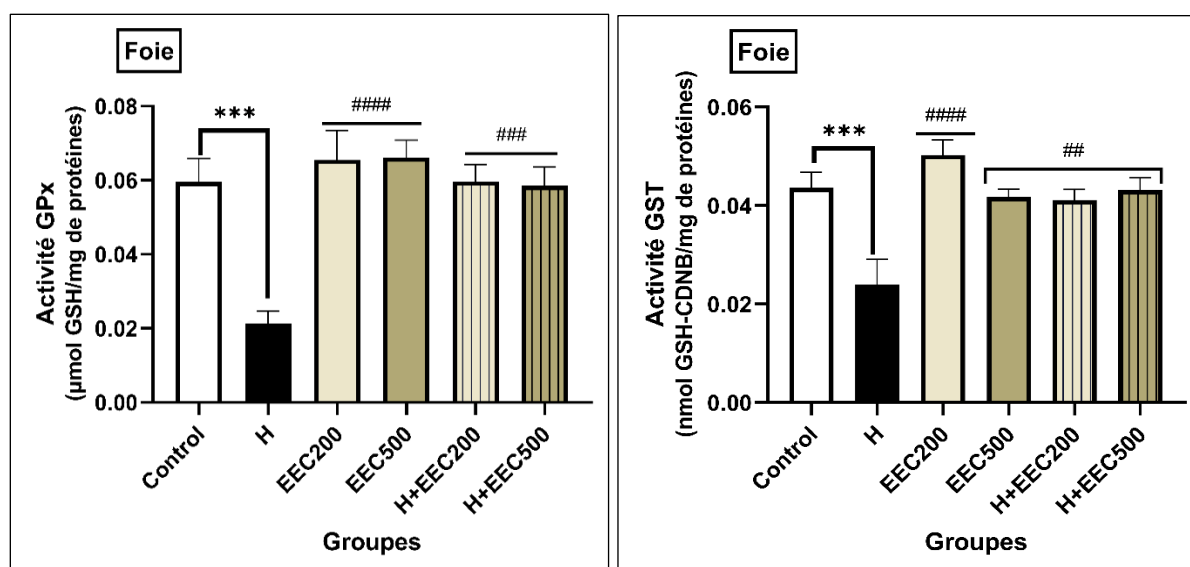 Foie
Activité GPx
(µmol GSH/mg de protéines)
0.08
0.06
0.04
0.02
0.00
***
####
###
Control
H
EEC200
EEC500
H+EEC200
H+EEC500
Groupes
Foie
Activité GST
(nmol GSH-CDNB/mg de protéines)
0.06
0.04
0.02
0.00
***
####
##
Control
H
EEC200
EEC500
H+EEC200
H+EEC500
Groupes